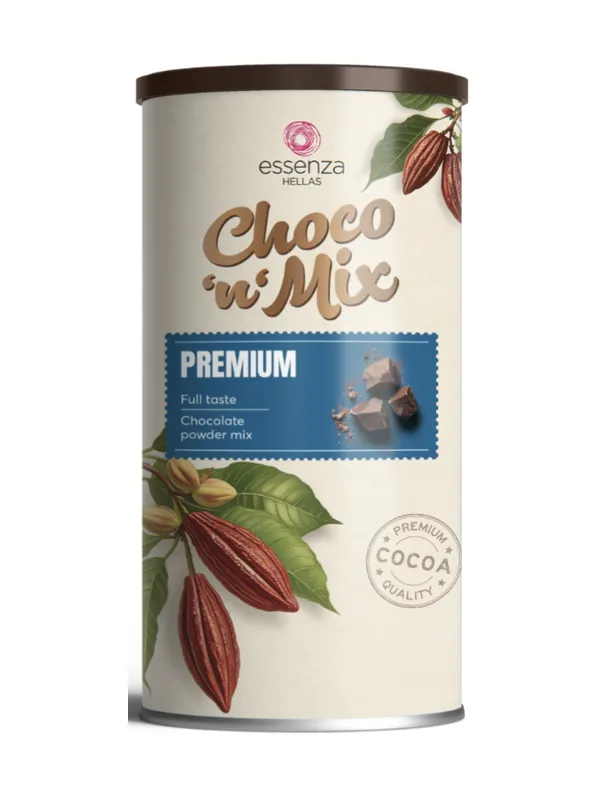 essenza
HELLAS
Choco
‘n‘ Mix
PREMIUM
Full taste
Chocolate
powder mix
PREMIUM
COCOA
QUALITY